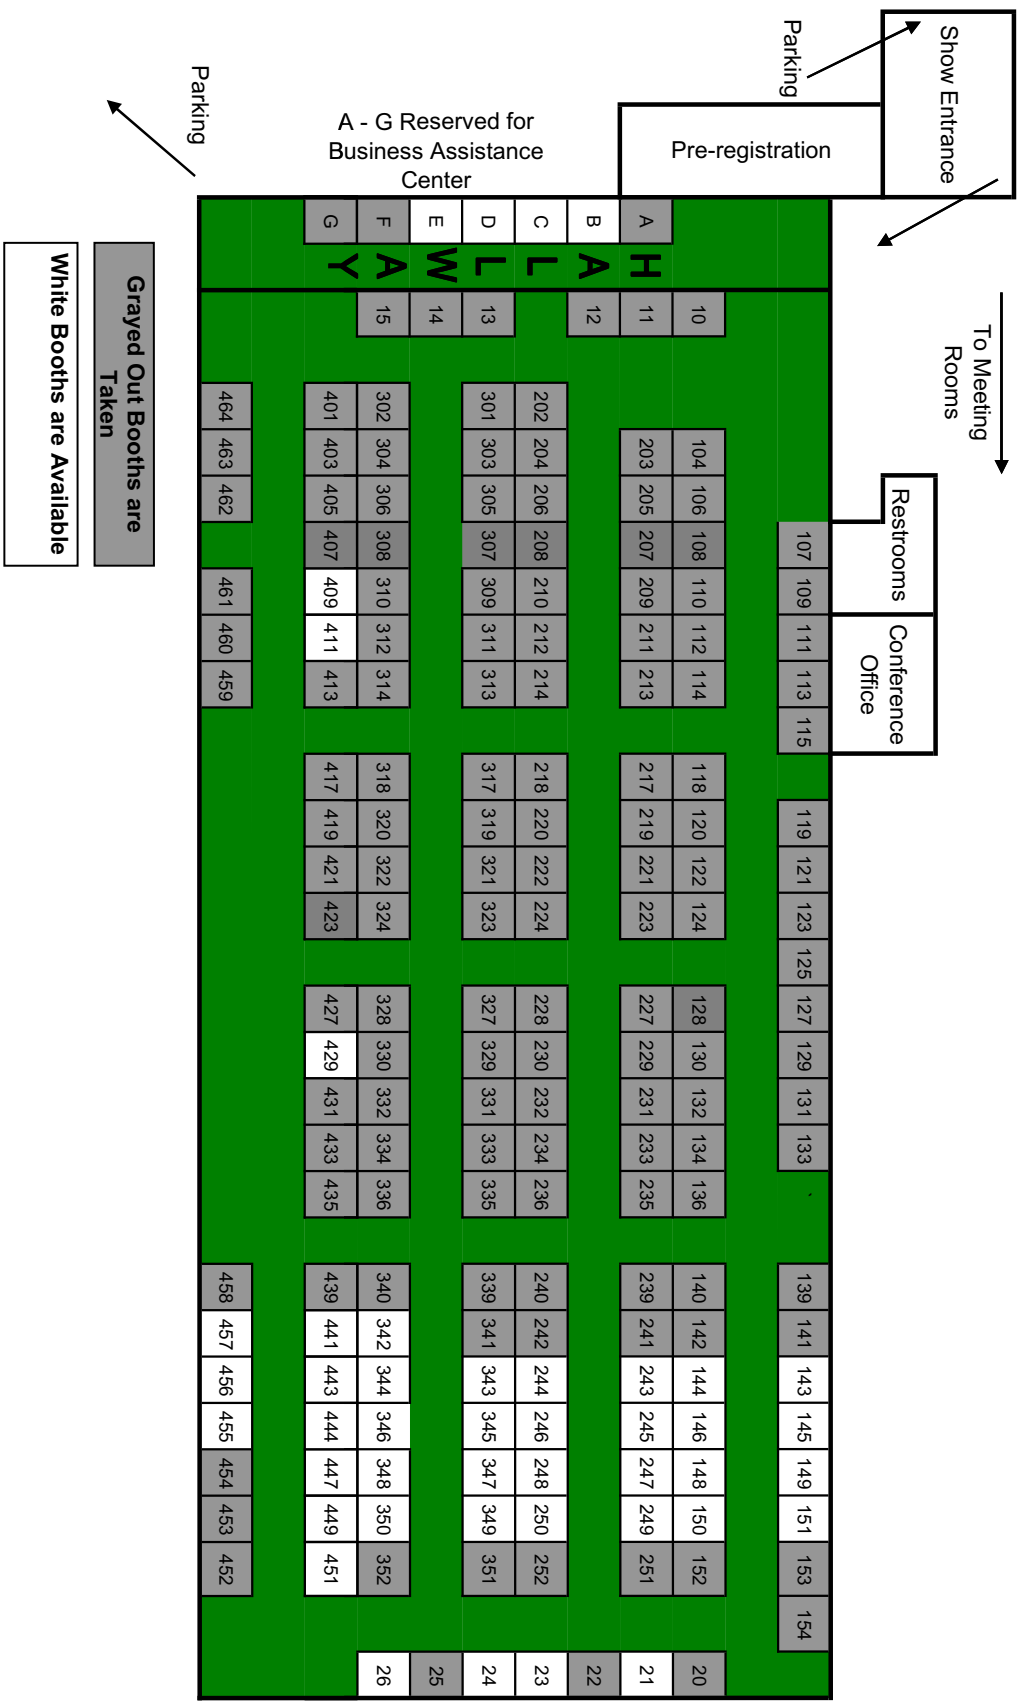 Show Entrance
Parking
Parking
A - G Reserved for
Business Assistance
Center
Pre-registration
G
F
E
D
C
B
A
HALLWAY
To Meeting
Rooms
Restrooms
Conference
Office
Grayed Out Booths are
Taken
White Booths are Available
15 14 13 12 11 10
464 401 302 301 202
463 403 304 303 204 203 104
462 405 306 305 206 205 106
407 308 307 208 207 108 107
461 409 310 309 210 209 110 109
460 411 312 311 212 211 112 111
459 413 314 313 214 213 114 113
115
417 318 317 218 217 118
419 320 319 220 219 120 119
421 322 321 222 221 122 121
423 324 323 224 223 124 123
125
427 328 327 228 227 128 127
429 330 329 230 229 130 129
431 332 331 232 231 132 131
433 334 333 234 233 134 133
435 336 335 236 235 136
458 439 340 339 240 239 140 139
457 441 342 341 242 241 142 141
456 443 344 343 244 243 144 143
455 444 346 345 246 245 146 145
454 447 348 347 248 247 148 149
453 449 350 349 250 249 150 151
452 451 352 351 252 251 152 153
154
26 25 24 23 22 21 20